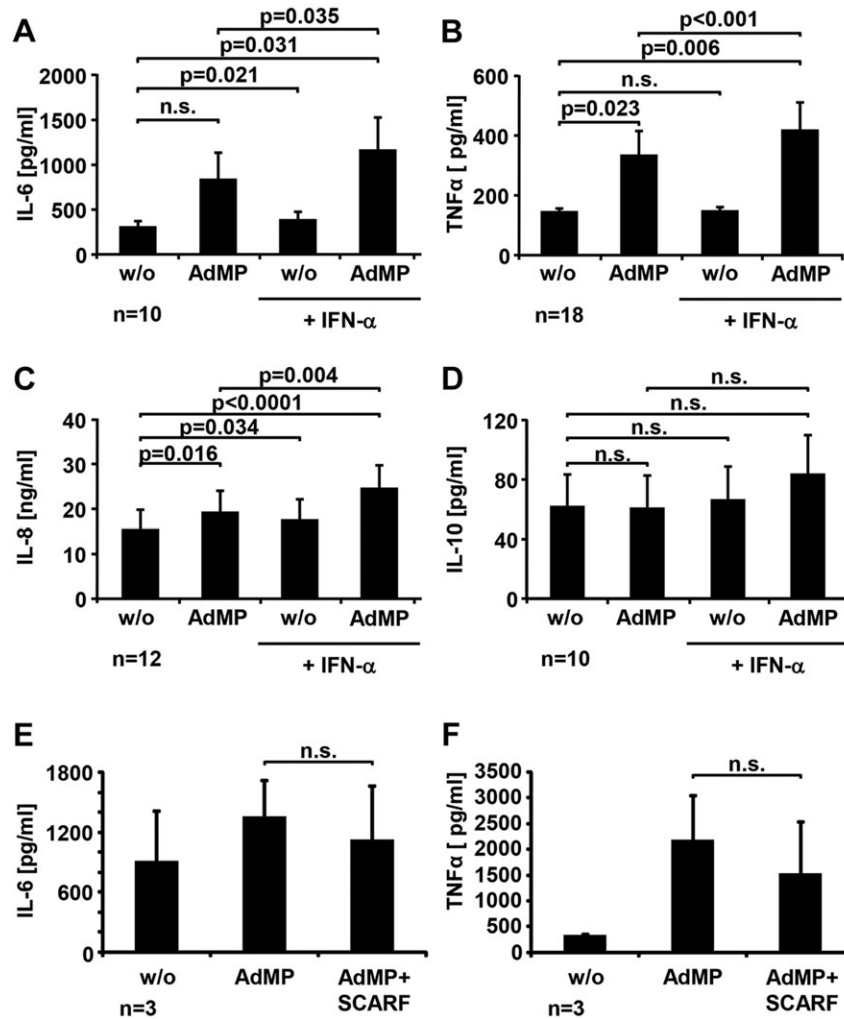 A
p=0.035
p=0.031
p=0.021
n.s.
IL-6 [pg/ml]
2000
1500
1000
500
0
w/o AdMP w/o AdMP
n=10
+ IFN-α
B
p<0.001
p=0.006
n.s.
p=0.023
TNFα [ pg/ml]
600
400
200
0
w/o AdMP w/o AdMP
n=18
+ IFN-α
C
p=0.004
p<0.0001
p=0.034
p=0.016
IL-8 [ng/ml]
40
30
20
10
0
w/o AdMP w/o AdMP
n=12
+ IFN-α
D
n.s.
n.s.
n.s.
n.s.
IL-10 [pg/ml]
120
80
60
0
w/o AdMP w/o AdMP
n=10
+ IFN-α
E
n.s.
IL-6 [pg/ml]
1800
1200
600
0
w/o AdMP AdMP+
SCARF
n=3
F
n.s.
TNFα [ pg/ml]
3500
3000
2500
2000
1500
1000
500
0
w/o AdMP AdMP+
SCARF
n=3